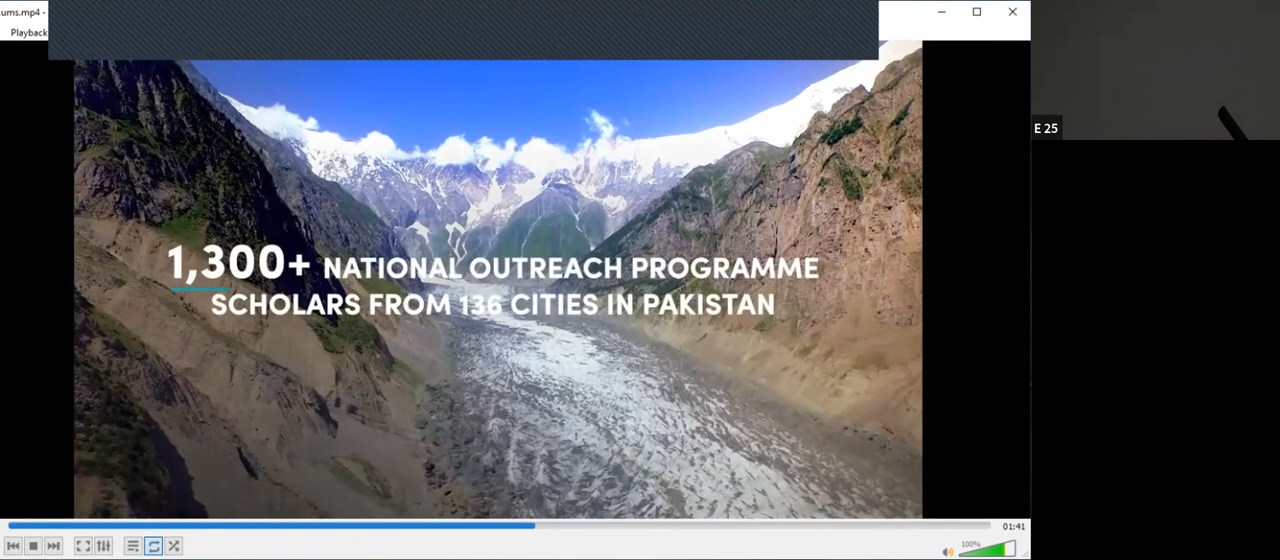 ums.mp4 -
Playback
E 25
1,300+ NATIONAL OUTREACH PROGRAMME
SCHOLARS FROM 136 CITIES IN PAKISTAN
01:41
100%